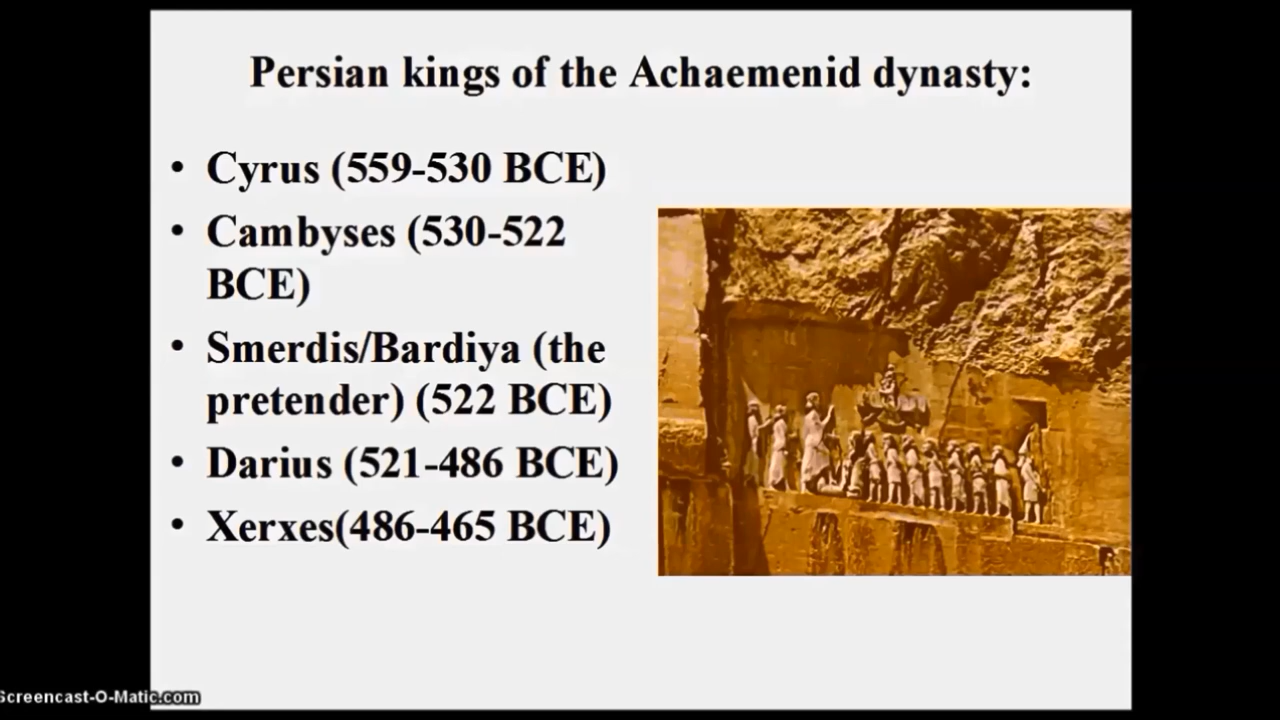 Persian kings of the Achaemenid dynasty:
• Cyrus (559-530 BCE)
• Cambyses (530-522
BCE)
• Smerdis/Bardiya (the
pretender) (522 BCE)
• Darius (521-486 BCE)
• Xerxes(486-465 BCE)
Screencast-O-Matic.com